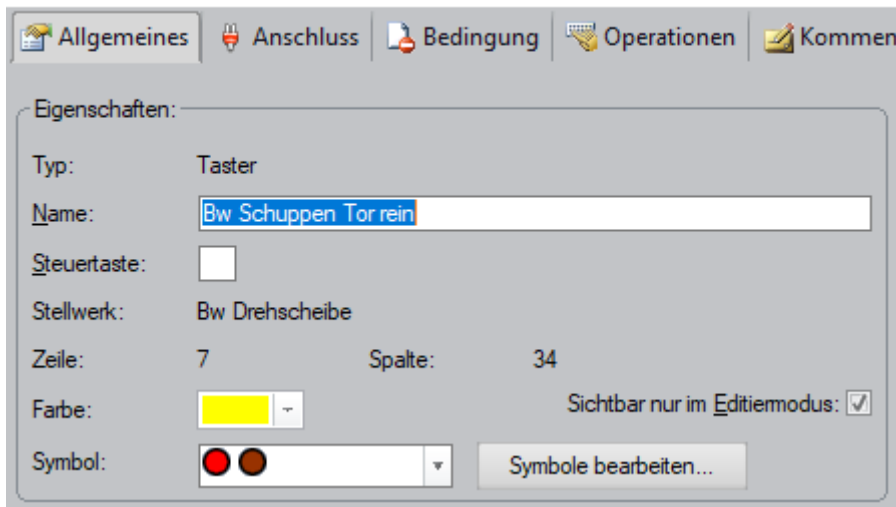 Allgemeines Anschluss Bedingung Operationen Kommen
Eigenschaften:
Typ: Taster
Name: Bw Schuppen Tor rein
Steuertaste:
Stellwerk: Bw Drehscheibe
Zeile: 7 Spalte: 34
Farbe: Sichtbar nur im Editiermodus:
Symbol: Symbole bearbeiten...